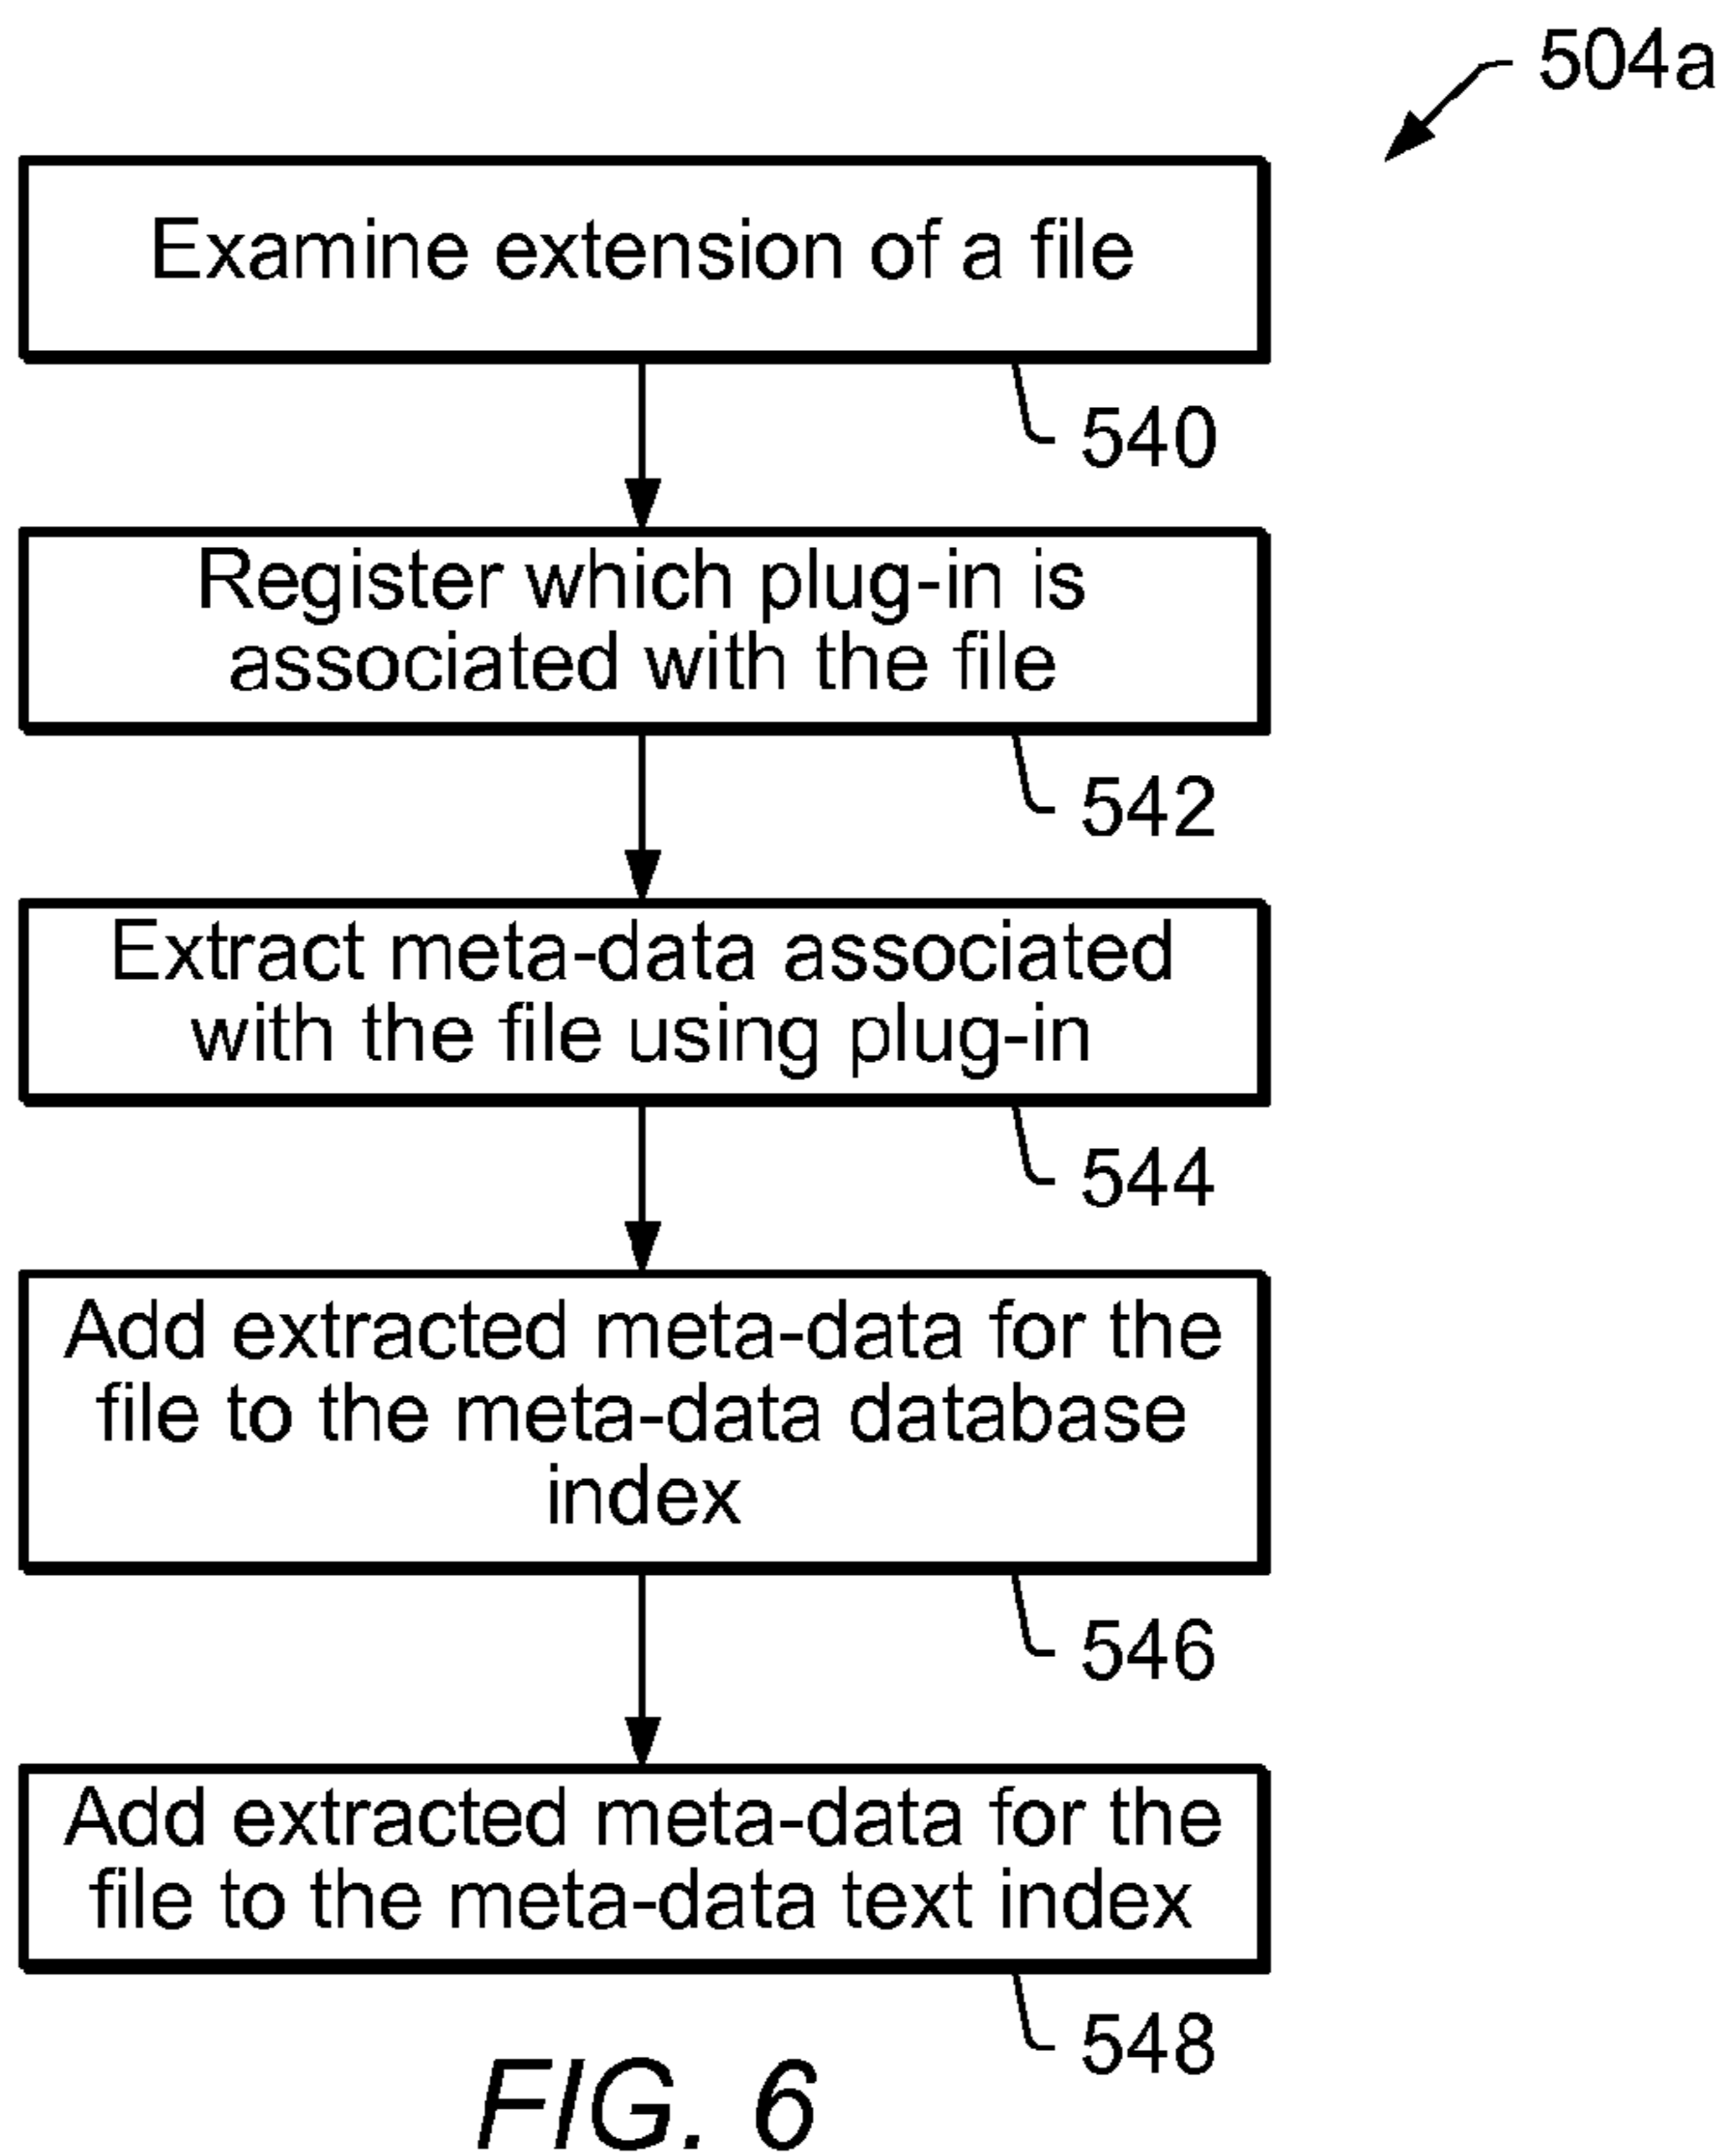 504a
Examine extension of a file
540
Register which plug-in is
associated with the file
542
Extract meta-data associated
with the file using plug-in
544
Add extracted meta-data for the
file to the meta-data database
index
546
Add extracted meta-data for the
file to the meta-data text index
548
FIG. 6